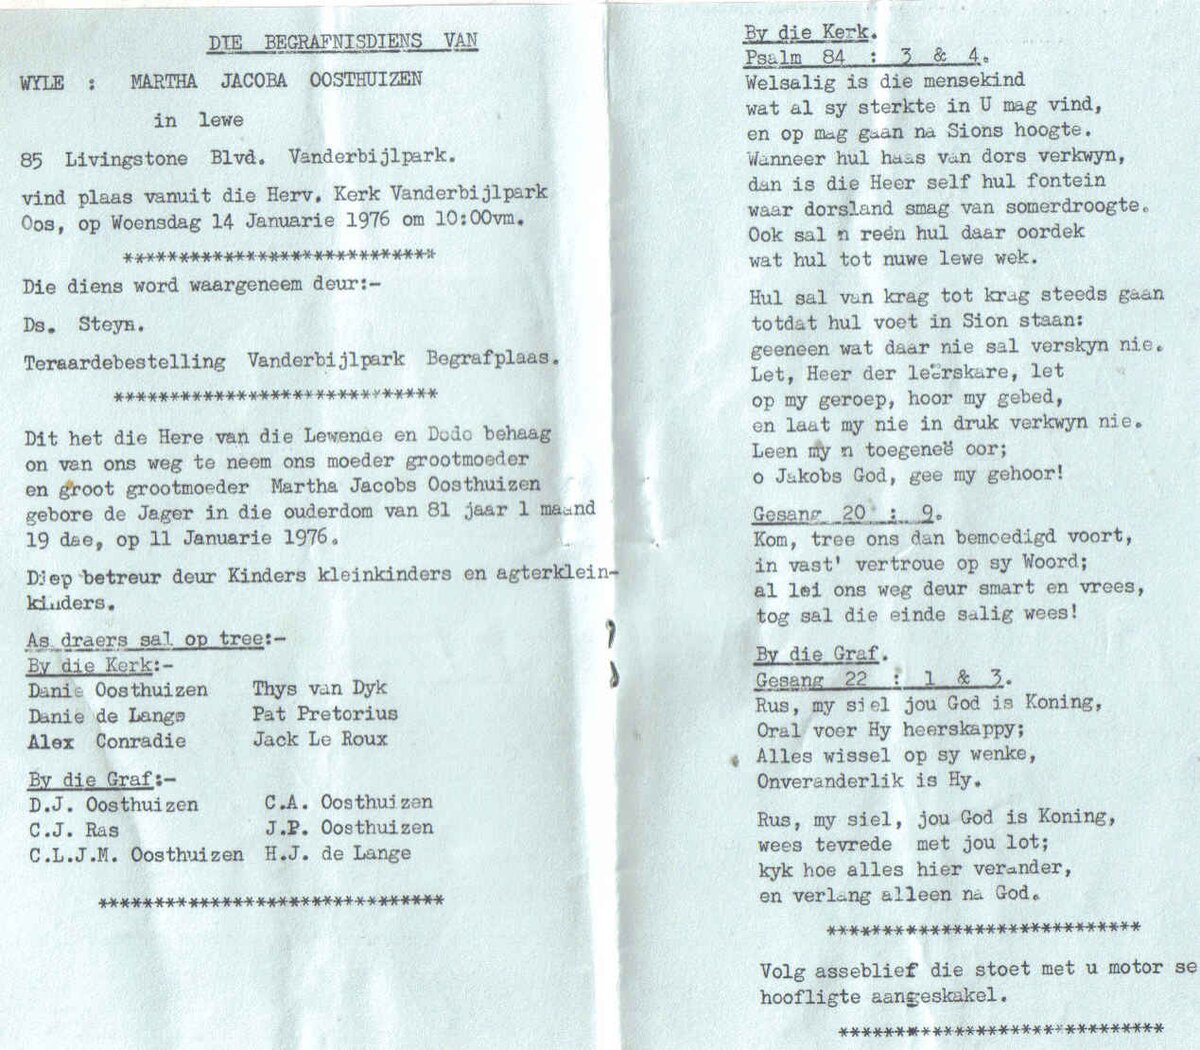 DIE BEGRAFNISDIENS VAN
WYLE : MARTHA JACOBA OOSTHUIZEN
in lewe
85 Livingstone Blvd. Vanderbijlpark.
vind plaas vanuit die Herv. Kerk Vanderbijlpark
Oos, op Woensdag 14 Januarie 1976 om 10:00vm.
****************************
Die diens word waargeneem deur:-
Ds. Steyn.
Teraardebestelling Vanderbijlpark Begrafplaas.
*****************************
Dit het die Here van die Lewende en Dode behaag
on van ons weg te neem ons moeder grootmoeder
en groot grootmoeder Martha Jacobs Oosthuizen
gebore de Jager in die ouderdom van 81 jaar 1 maand
19 dae, op 11 Januarie 1976.
Diep betreur deur Kinders kleinkinders en agterklein-
kinders.
As draers sal op tree:-
By die Kerk:-
Danie Oosthuizen Thys van Dyk
Danie de Lange Pat Pretorius
Alex Conradie Jack Le Roux
By die Graf:-
D.J. Oosthuizen C.A. Oosthuizen
C.J. Ras J.P. Oosthuizen
C.L.J.M. Oosthuizen H.J. de Lange
*******************************
By die Kerk.
Psalm 84 : 3 & 4.
Welsalig is die mensekind
wat al sy sterkte in U mag vind,
en op mag gaan na Sions hoogte.
Wanneer hul haas van dors verkwyn,
dan is die Heer self hul fontein
waar dorsland smag van somerdroogte.
Ook sal n reën hul daar oordek
wat hul tot nuwe lewe wek.
Hul sal van krag tot krag steeds gaan
totdat hul voet in Sion staan:
geeneen wat daar nie sal verskyn nie.
Let, Heer der leërskare, let
op my geroep, hoor my gebed,
en laat my nie in druk verkwyn nie.
Leen my n toegeneë oor;
o Jakobs God, gee my gehoor!
Gesang 20 : 9.
Kom, tree ons dan bemoedigd voort,
in vast' vertroue op sy Woord;
al lei ons weg deur smart en vrees,
tog sal die einde salig wees!
By die Graf.
Gesang 22 : 1 & 3.
Rus, my siel jou God is Koning,
Oral voer Hy heerskappy;
Alles wissel op sy wenke,
Onveranderlik is Hy.
Rus, my siel, jou God is Koning,
wees tevrede met jou lot;
kyk hoe alles hier verander,
en verlang alleen na God.
****************************
Volg asseblief die stoet met u motor se
hoofligte aangeskakel.
*****************************